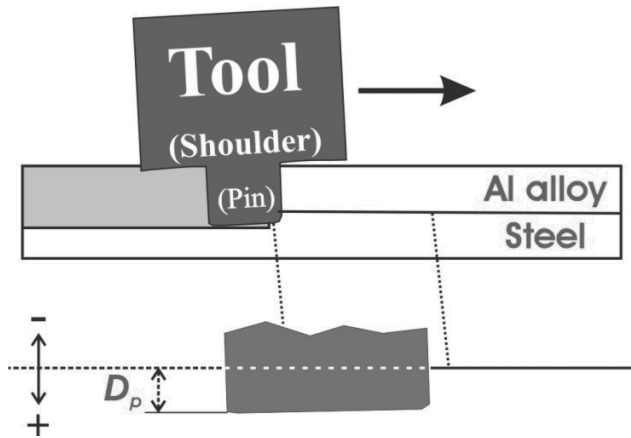 Tool
(Shoulder)
(Pin)
Al alloy
Steel
-
Dp
+